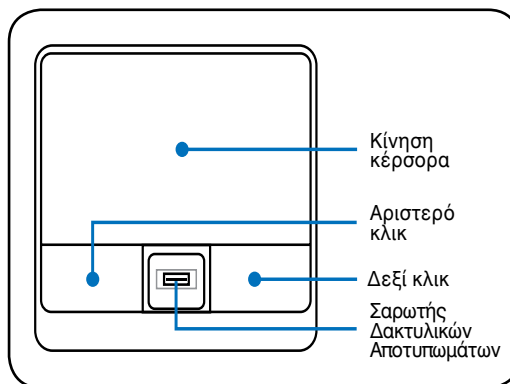 Κίνηση
κέρσορα
Αριστερό
κλικ
Δεξί κλικ
Σαρωτής
Δακτυλικών
Αποτυπωμάτων